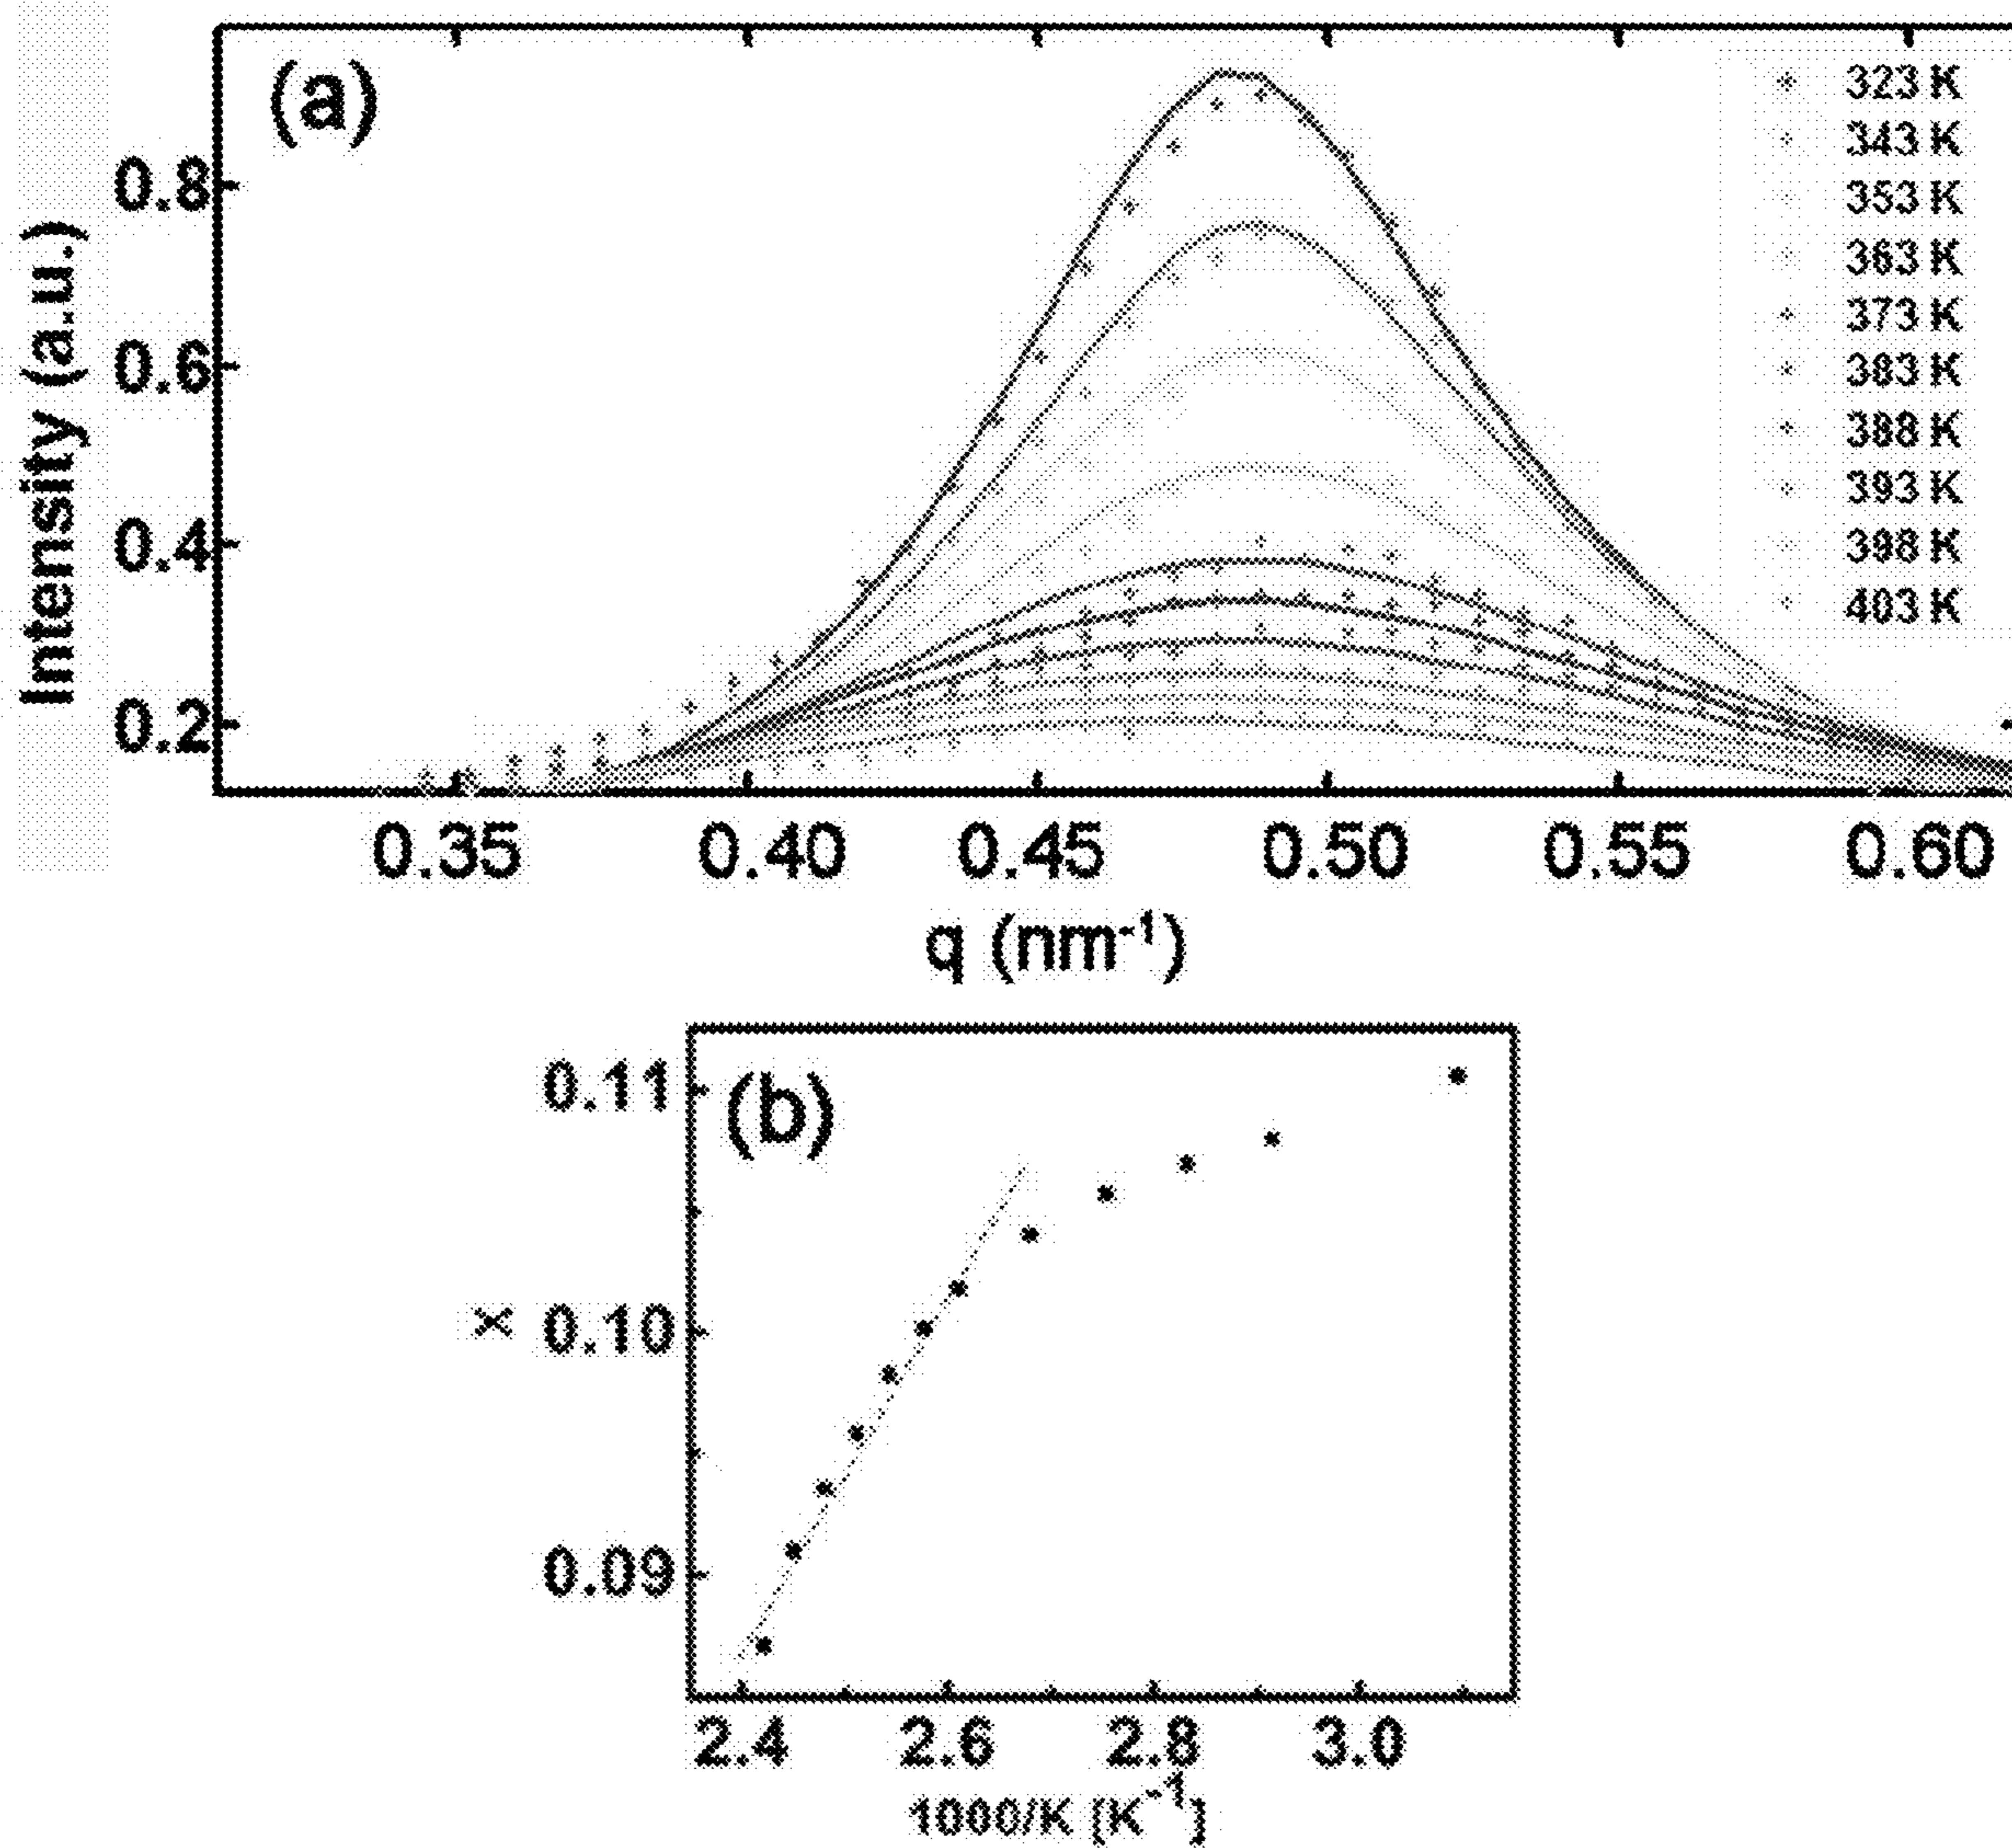 (a)
323 K
343 K
353 K
363 K
373 K
383 K
388 K
393 K
398 K
403 K
Intensity (a.u.)
0.8
0.6
0.4
0.2
0.35 0.40 0.45 0.50 0.55 0.60
q (nm⁻¹)
(b)
0.11
× 0.10
0.09
2.4 2.6 2.8 3.0
1000/K [K⁻¹]